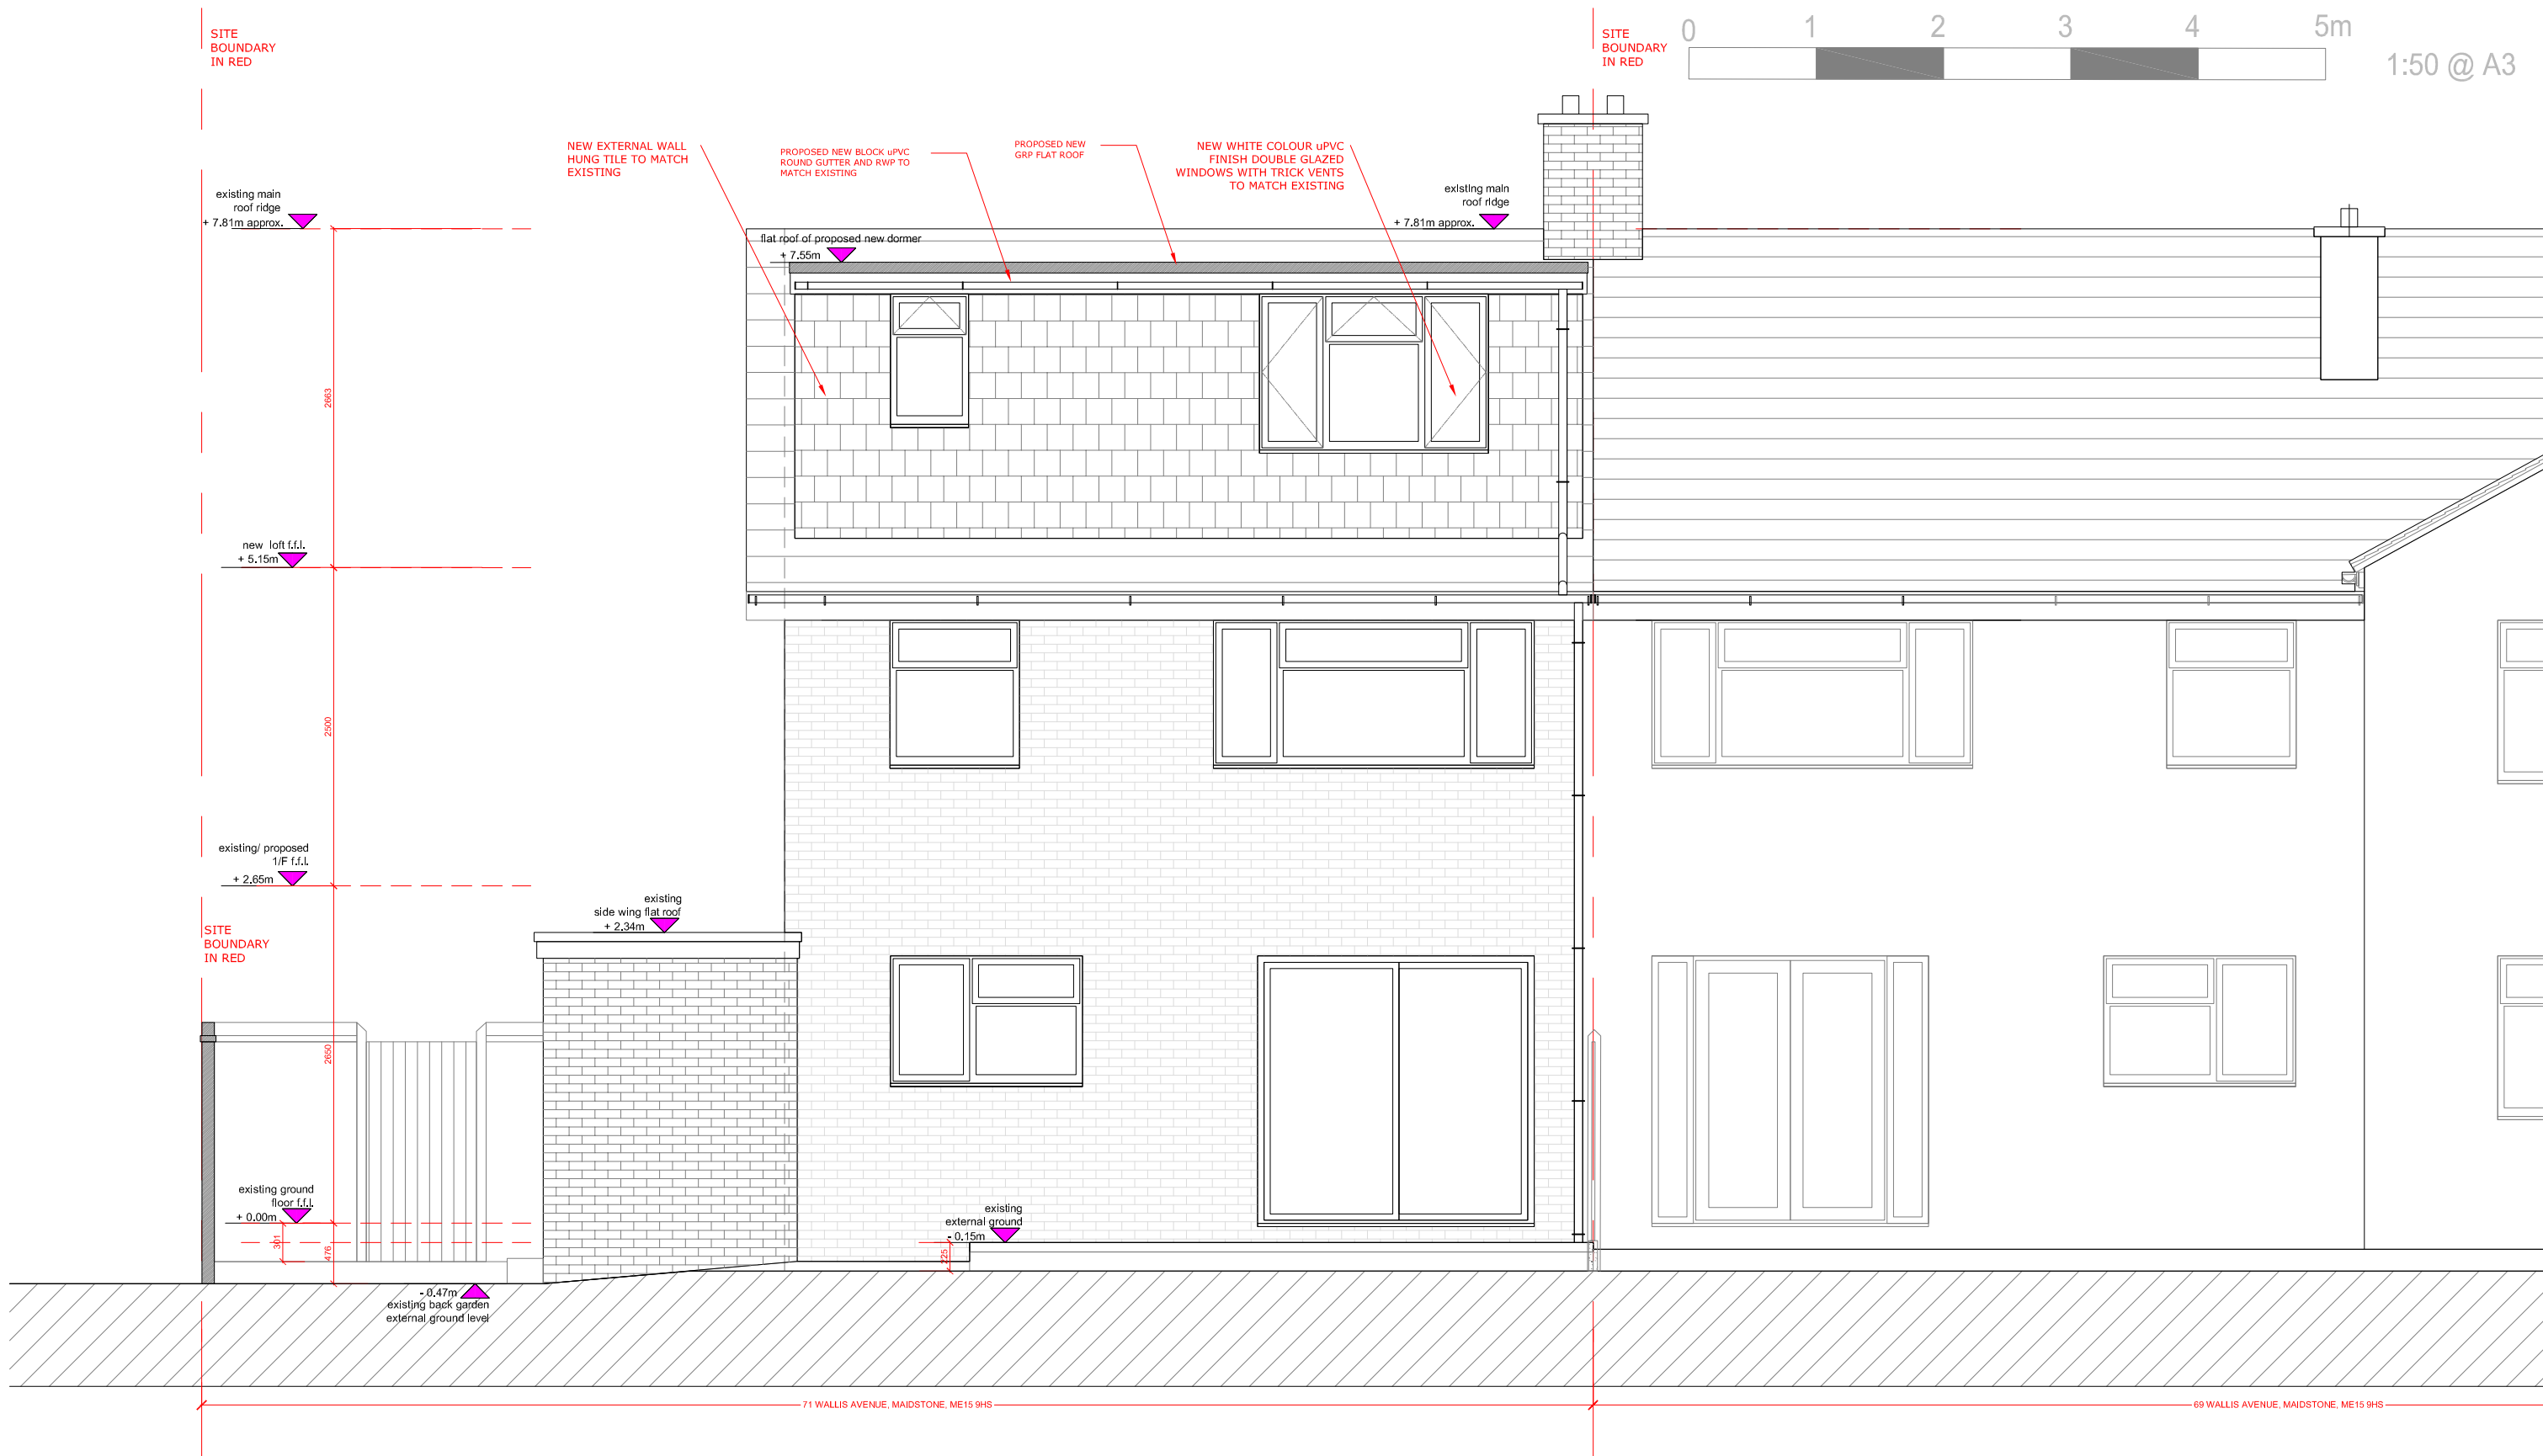 SITE
BOUNDARY
IN RED
SITE
BOUNDARY
IN RED
0 1 2 3 4 5m
1:50 @ A3
NEW EXTERNAL WALL
HUNG TILE TO MATCH
EXISTING
PROPOSED NEW BLOCK uPVC
ROUND GUTTER AND RWP TO
MATCH EXISTING
PROPOSED NEW
GRP FLAT ROOF
NEW WHITE COLOUR uPVC
FINISH DOUBLE GLAZED
WINDOWS WITH TRICK VENTS
TO MATCH EXISTING
existing main
roof ridge
+ 7.81m approx.
existing main
roof ridge
+ 7.81m approx.
flat roof of proposed new dormer
+ 7.55m
2663
new loft f.f.l.
+ 5.15m
2500
existing/ proposed
1/F f.f.l.
+ 2.65m
existing
side wing flat roof
+ 2.34m
SITE
BOUNDARY
IN RED
2650
existing ground
floor f.f.l.
+ 0.00m
301
476
existing
external ground
- 0.15m
225
- 0.47m
existing back garden
external ground level
71 WALLIS AVENUE, MAIDSTONE, ME15 9HS
69 WALLIS AVENUE, MAIDSTONE, ME15 9HS